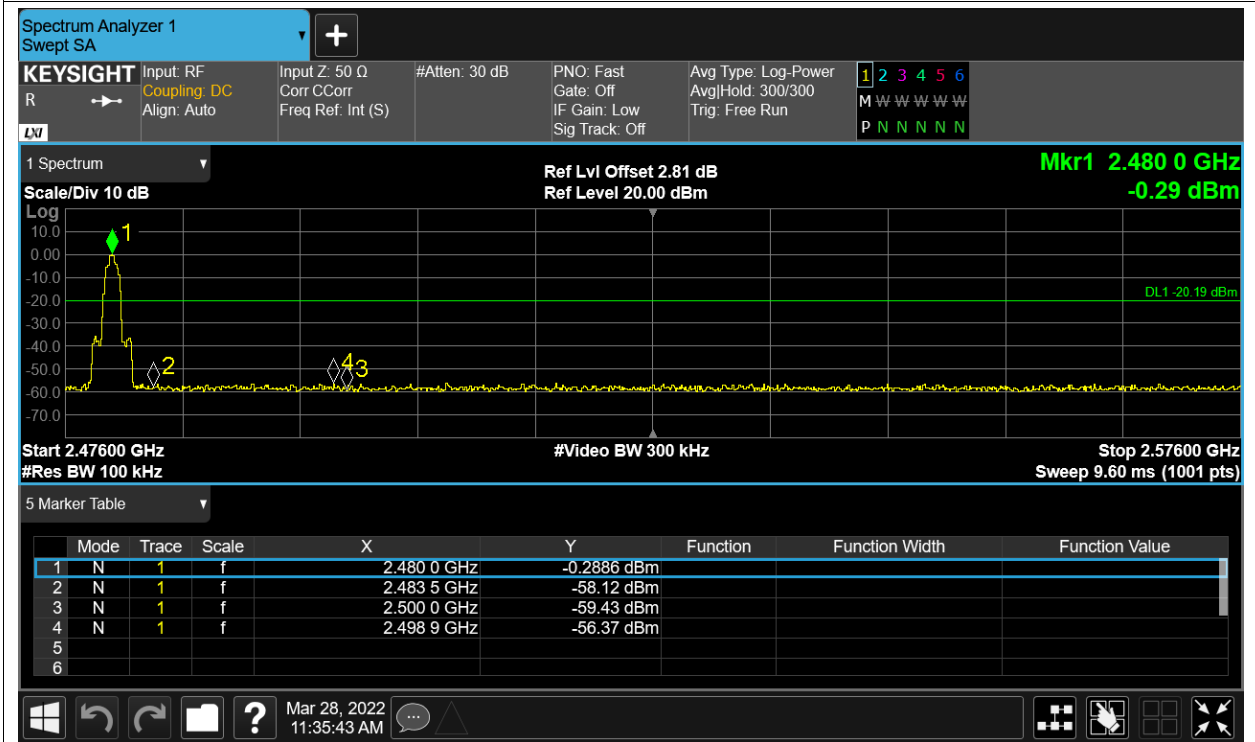 Spectrum Analyzer 1
Swept SA
+
KEYSIGHT Input: RF Input Z: 50 Ω #Atten: 30 dB PNO: Fast Avg Type: Log-Power 1 2 3 4 5 6
R Coupling: DC Corr CCorr Gate: Off Avg|Hold: 300/300 M W W W W W
Align: Auto Freq Ref: Int (S) IF Gain: Low Trig: Free Run
LXI Sig Track: Off P N N N N N
1 Spectrum Ref Lvl Offset 2.81 dB Mkr1 2.480 0 GHz
Scale/Div 10 dB Ref Level 20.00 dBm -0.29 dBm
Log
10.0 1
0.00
-10.0
DL1 -20.19 dBm
-20.0
-30.0
-40.0
2 4 3
-50.0
-60.0
-70.0
Start 2.47600 GHz #Video BW 300 kHz Stop 2.57600 GHz
#Res BW 100 kHz Sweep 9.60 ms (1001 pts)
5 Marker Table
Mode Trace Scale X Y Function Function Width Function Value
1 N 1 f 2.480 0 GHz -0.2886 dBm
2 N 1 f 2.483 5 GHz -58.12 dBm
3 N 1 f 2.500 0 GHz -59.43 dBm
4 N 1 f 2.498 9 GHz -56.37 dBm
5
6
? Mar 28, 2022
11:35:43 AM